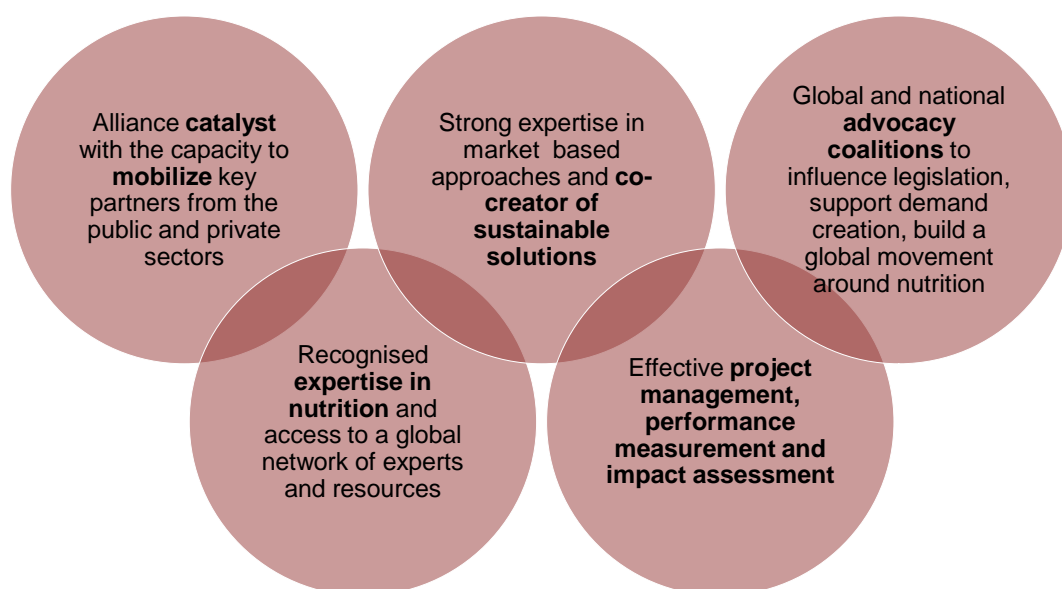 Alliance catalyst
with the capacity to
mobilize key
partners from the
public and private
sectors
Recognised
expertise in
nutrition and
access to a global
network of experts
and resources
Strong expertise in
market based
approaches and co-
creator of
sustainable
solutions
Effective project
management,
performance
measurement and
impact assessment
Global and national
advocacy
coalitions to
influence legislation,
support demand
creation, build a
global movement
around nutrition